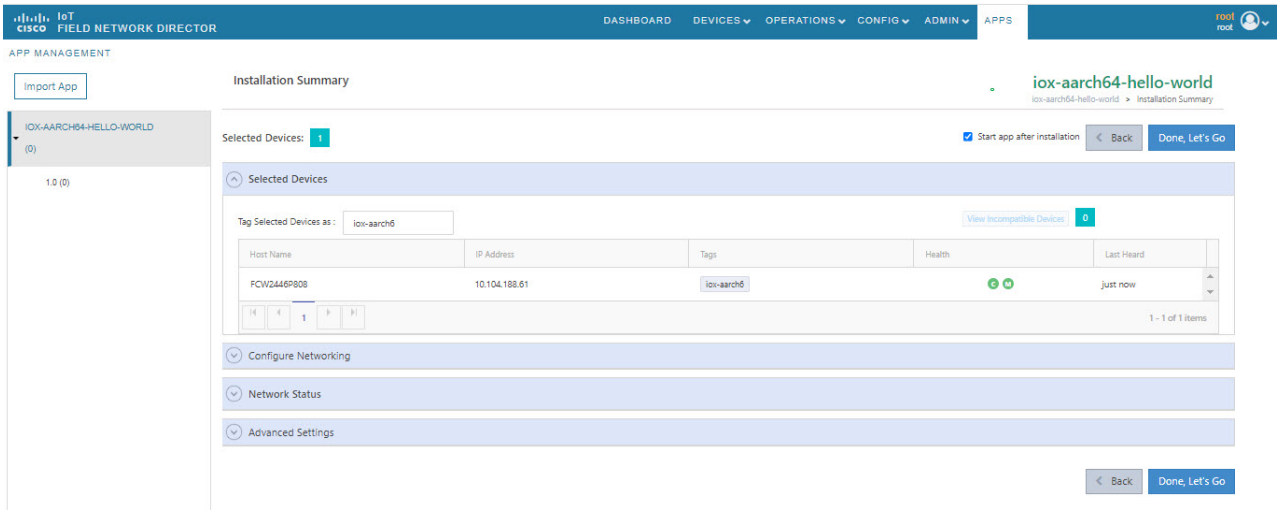 IoT
CISCO FIELD NETWORK DIRECTOR
DASHBOARD DEVICES OPERATIONS CONFIG ADMIN APPS
root
root
APP MANAGEMENT
Import App
Installation Summary
iox-aarch64-hello-world
iox-aarch64-hello-world > Installation Summary
IOX-AARCH64-HELLO-WORLD
(0)
1.0 (0)
Selected Devices: 1
Start app after installation
Back
Done, Let's Go
Selected Devices
Tag Selected Devices as : iox-aarch6
View Incompatible Devices 0
Host Name IP Address Tags Health Last Heard
FCW2446P808 10.104.188.61 iox-aarch6 C M just now
1
1 - 1 of 1 items
Configure Networking
Network Status
Advanced Settings
Back
Done, Let's Go